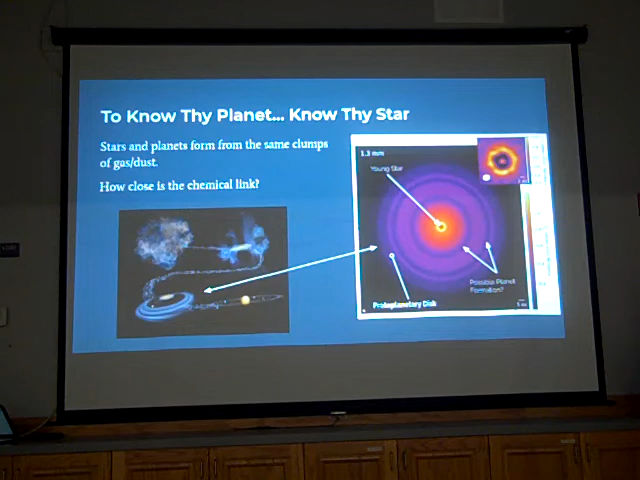 To Know Thy Planet... Know Thy Star
Stars and planets form from the same clumps
of gas/dust.
How close is the chemical link?
1.3 mm
Young Star
Possible Planet
Formation?
Protoplanetary Disk